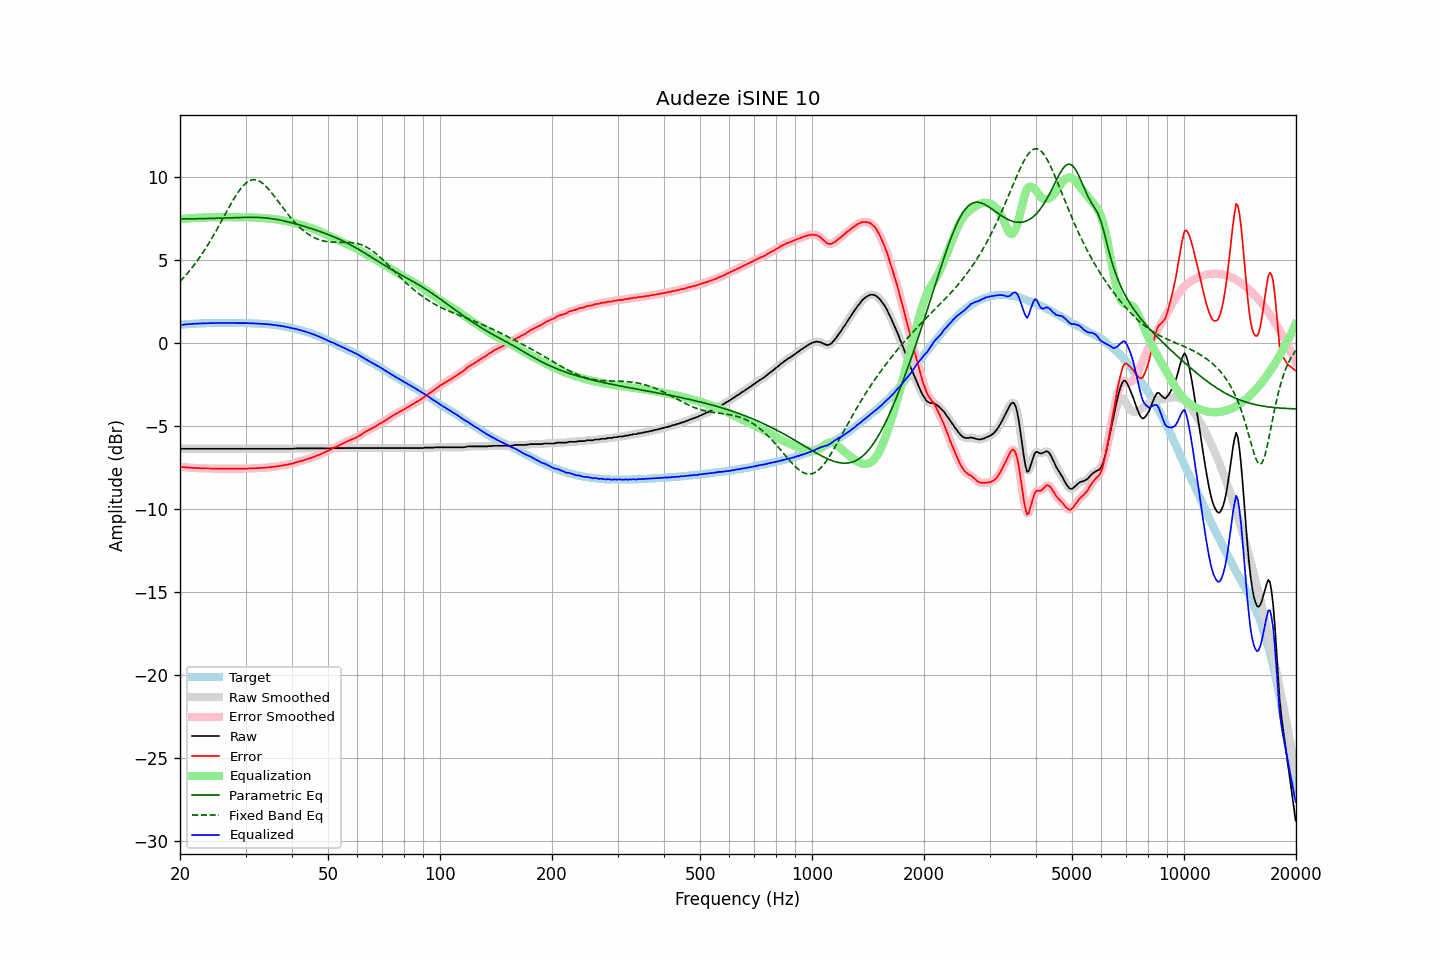 Audeze iSINE 10
Amplitude (dBr)
10
5
0
−5
−10
−15
−20
−25
−30
Target
Raw Smoothed
Error Smoothed
Raw
Error
Equalization
Parametric Eq
Fixed Band Eq
Equalized
20 50 100 200 500 1000 2000 5000 10000 20000
Frequency (Hz)